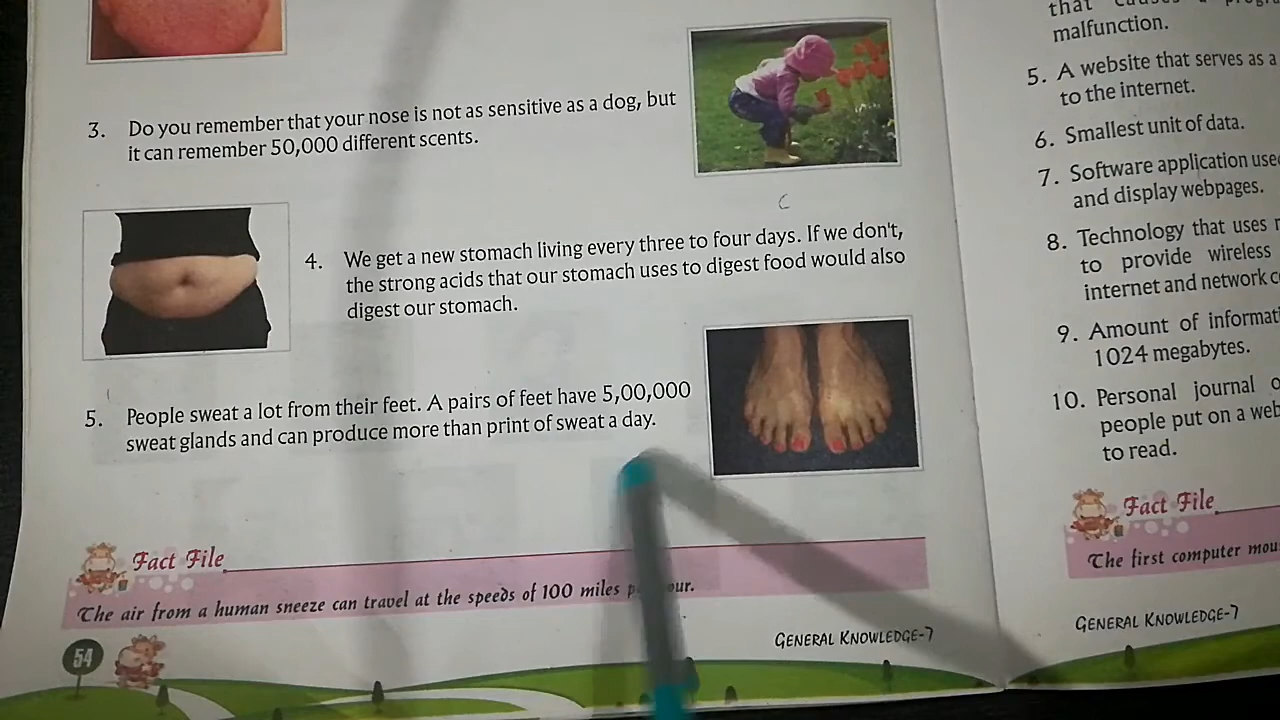 3. Do you remember that your nose is not as sensitive as a dog, but
it can remember 50,000 different scents.
C
4. We get a new stomach living every three to four days. If we don't,
the strong acids that our stomach uses to digest food would also
digest our stomach.
5. People sweat a lot from their feet. A pairs of feet have 5,00,000
sweat glands and can produce more than print of sweat a day.
Fact File
The air from a human sneeze can travel at the speeds of 100 miles
54
GENERAL KNOWLEDGE-7
that causes a
malfunction.
5. A website that serves as a
to the internet.
6. Smallest unit of data.
7. Software application
and display webpages.
8. Technology that uses
to provide wireless
internet and network
9. Amount of
1024 megabytes.
10. Personal journal
people put on a
to read.
Fact File
The first computer
GENERAL KNOWLEDGE-7